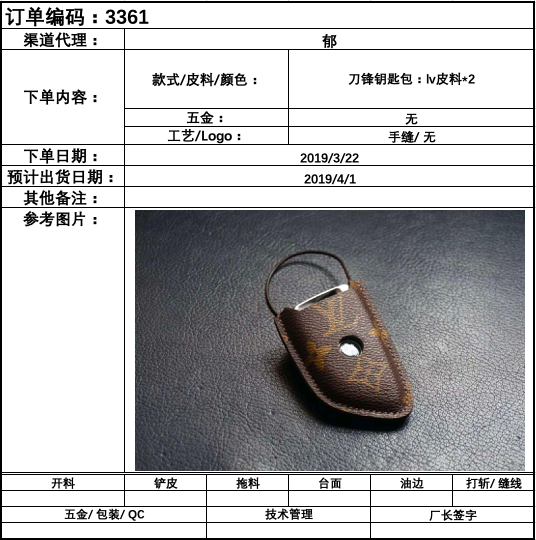 订单编码：3361
渠道代理： 郁
下单内容： 款式/皮料/颜色： 刀锋钥匙包：lv皮料*2
五金： 无
工艺/Logo： 手缝/ 无
下单日期： 2019/3/22
预计出货日期： 2019/4/1
其他备注：
参考图片：
LV
开料 铲皮 拖料 台面 油边 打斩/ 缝线
五金/ 包装/ QC 技术管理 厂长签字